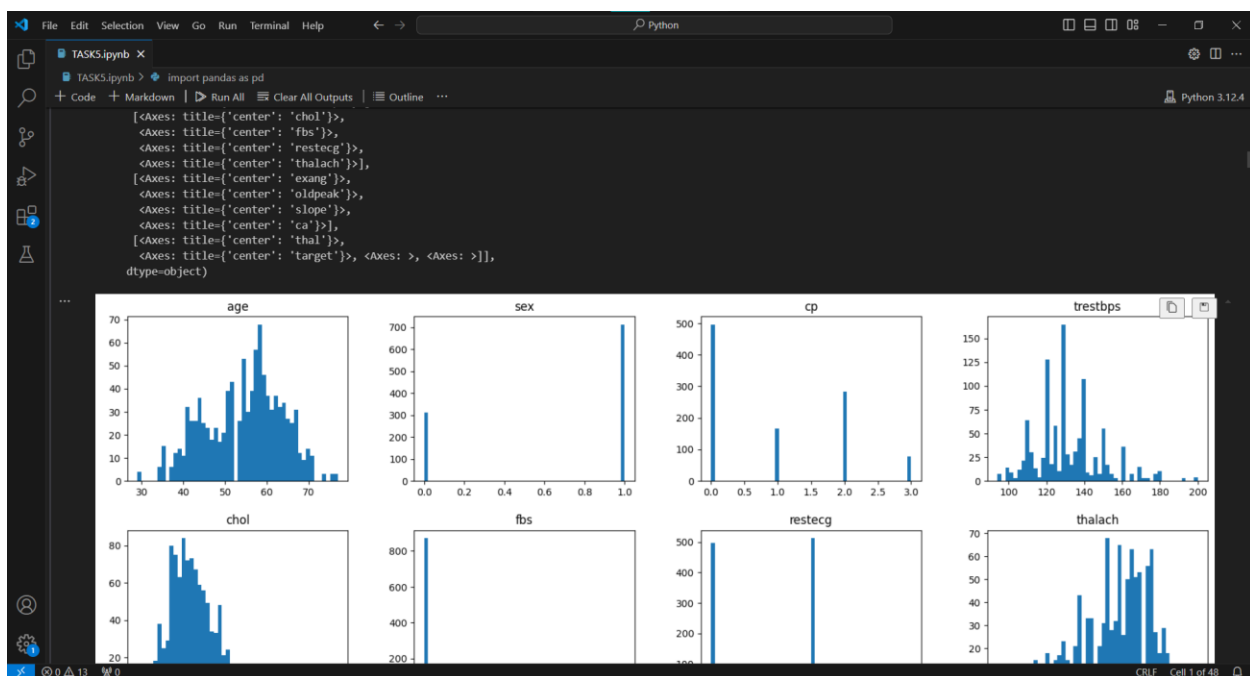 File Edit Selection View Go Run Terminal Help
Python
TASK5.ipynb
TASK5.ipynb > import pandas as pd
+ Code + Markdown | Run All Clear All Outputs | Outline ...
Python 3.12.4
[<Axes: title={'center': 'chol'}>,
<Axes: title={'center': 'fbs'}>,
<Axes: title={'center': 'restecg'}>,
<Axes: title={'center': 'thalach'}>],
[<Axes: title={'center': 'exang'}>,
<Axes: title={'center': 'oldpeak'}>,
<Axes: title={'center': 'slope'}>,
<Axes: title={'center': 'ca'}>],
[<Axes: title={'center': 'thal'}>,
<Axes: title={'center': 'target'}>, <Axes: >, <Axes: >]],
dtype=object)
...
age
70
60
50
40
30
20
10
0
30 40 50 60 70
sex
700
600
500
400
300
200
100
0
0.0 0.2 0.4 0.6 0.8 1.0
cp
500
400
300
200
100
0
0.0 0.5 1.0 1.5 2.0 2.5 3.0
trestbps
150
125
100
75
50
25
0
100 120 140 160 180 200
chol
80
60
40
20
fbs
800
600
400
200
restecg
500
400
300
200
thalach
70
60
50
40
30
20
2
1
0 13 0
CRLF Cell 1 of 48